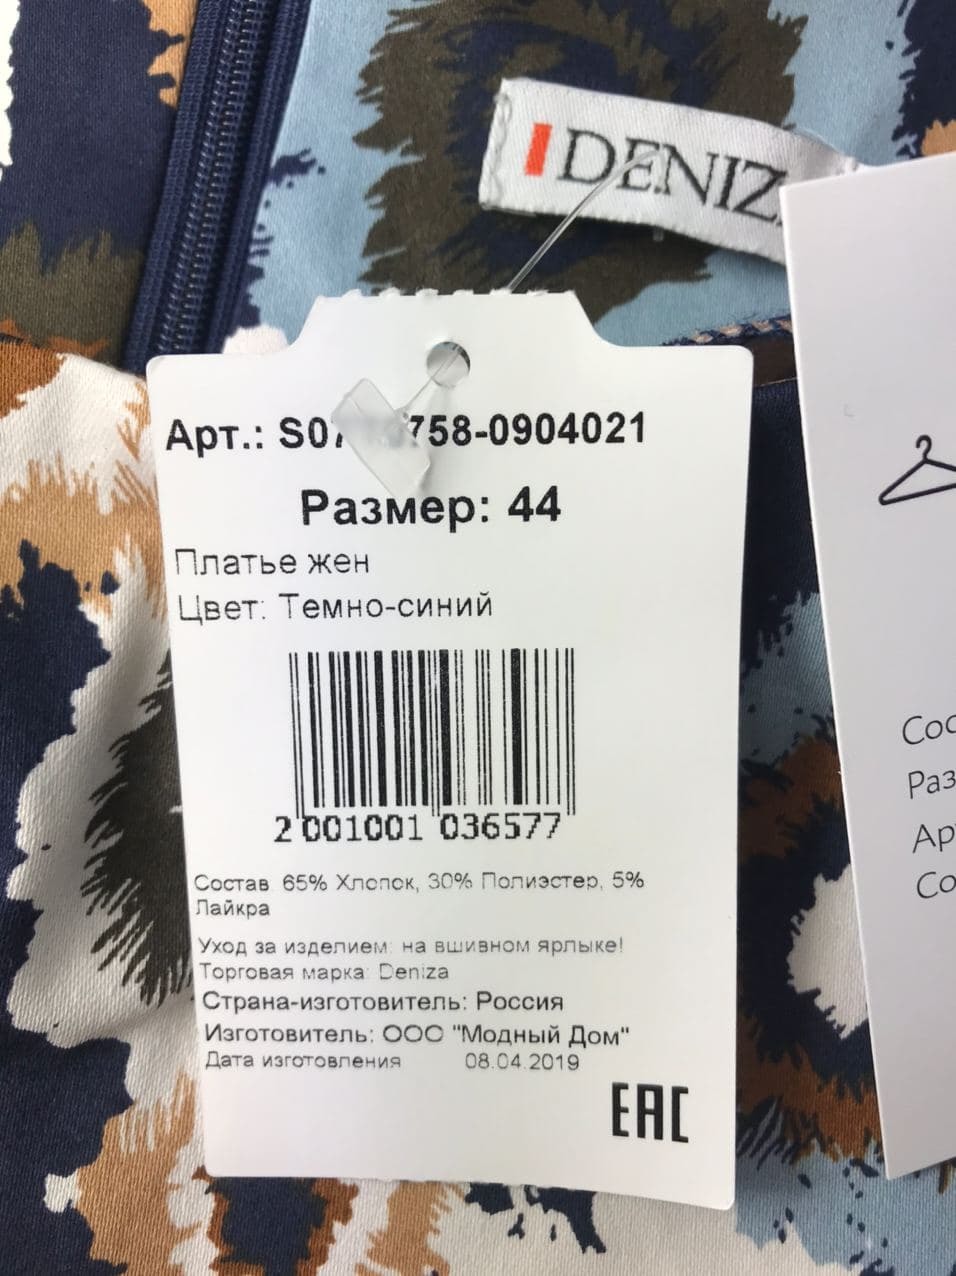 DENIZ
Арт.: 758-0904021
Размер: 44
Платье жен
Цвет: Темно-синий
2 001001 036577
Состав 65% Хлопок, 30% Полиэстер, 5%
Лайкра
Уход за изделием: на вшивном ярлыке!
Торговая марка: Deniza
Страна-изготовитель: Россия
Изготовитель: ООО "Модный Дом"
Дата изготовления 08.04.2019
EAC